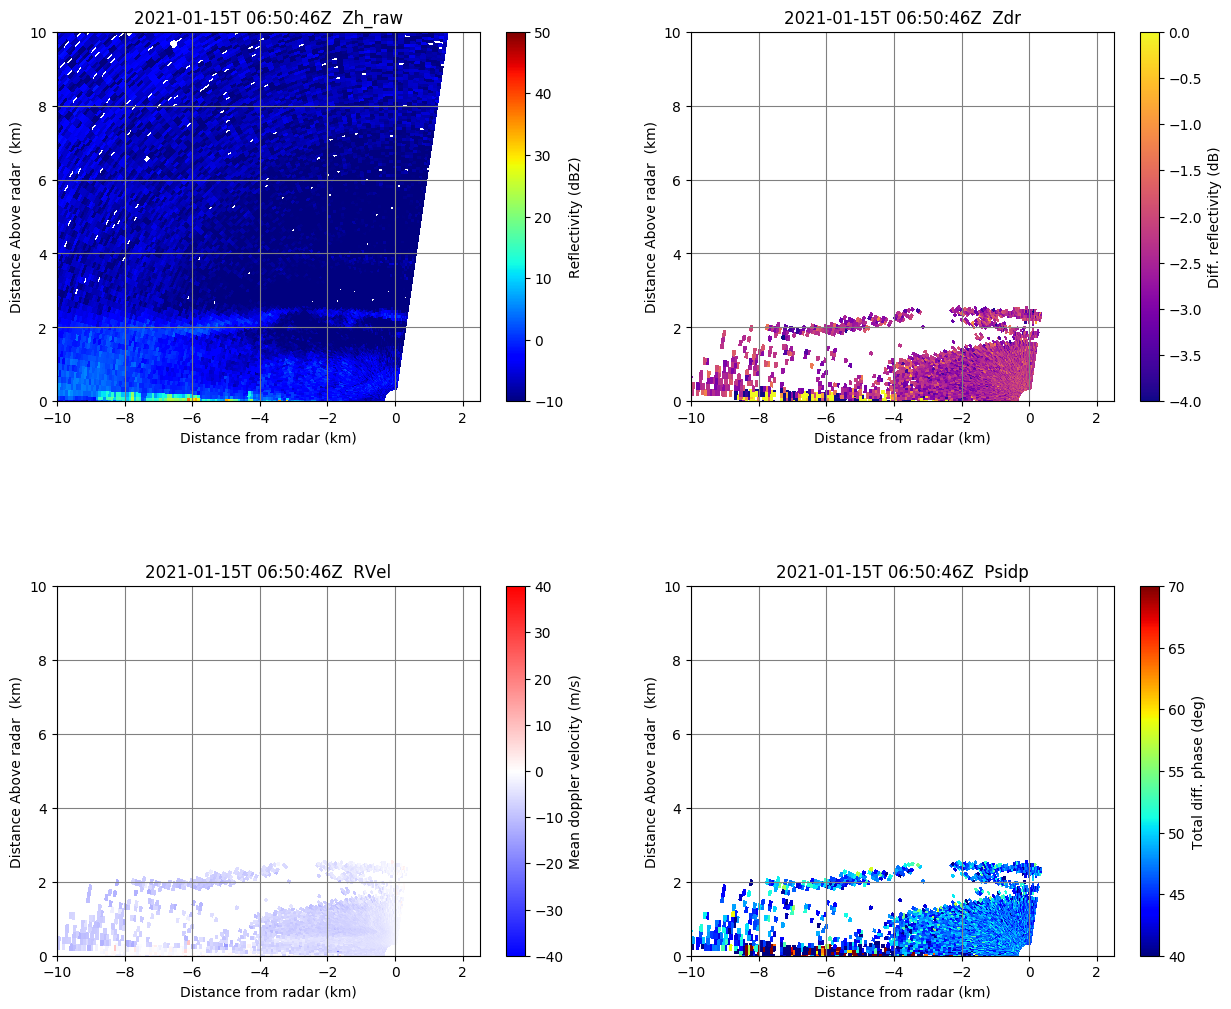 2021-01-15T 06:50:46Z  Zh_raw
10
8
6
4
2
0
Distance Above radar  (km)
−10 −8 −6 −4 −2 0 2
Distance from radar (km)
50
40
30
20
10
0
−10
Reflectivity (dBZ)
2021-01-15T 06:50:46Z  Zdr
10
8
6
4
2
0
Distance Above radar  (km)
−10 −8 −6 −4 −2 0 2
Distance from radar (km)
0.0
−0.5
−1.0
−1.5
−2.0
−2.5
−3.0
−3.5
−4.0
Diff. reflectivity (dB)
2021-01-15T 06:50:46Z  RVel
10
8
6
4
2
0
Distance Above radar  (km)
−10 −8 −6 −4 −2 0 2
Distance from radar (km)
40
30
20
10
0
−10
−20
−30
−40
Mean doppler velocity (m/s)
2021-01-15T 06:50:46Z  Psidp
10
8
6
4
2
0
Distance Above radar  (km)
−10 −8 −6 −4 −2 0 2
Distance from radar (km)
70
65
60
55
50
45
40
Total diff. phase (deg)